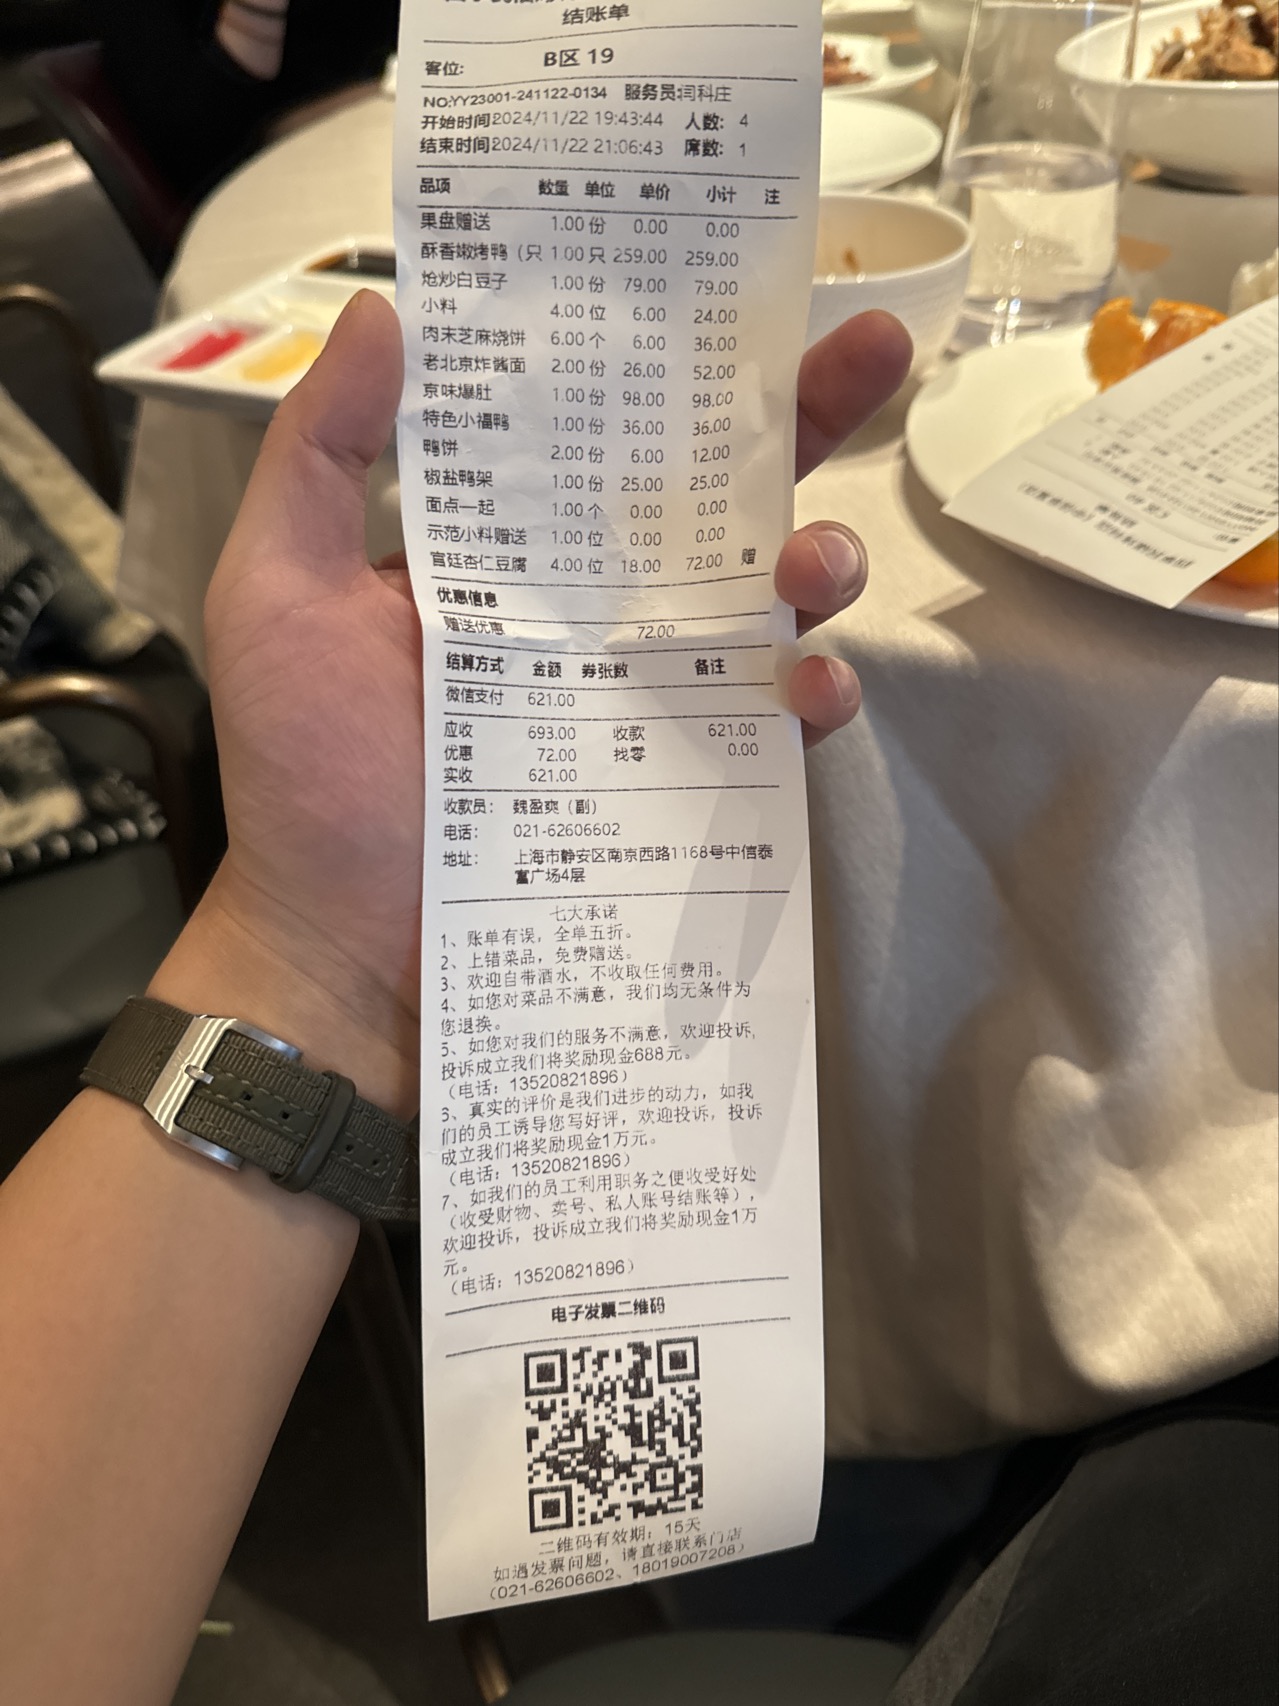 结账单
客位: B区 19
NO:YY23001-241122-0134 服务员:闫科庄
开始时间2024/11/22 19:43:44 人数: 4
结束时间2024/11/22 21:06:43 席数: 1
品项 数量 单位 单价 小计 注
果盘赠送 1.00 份 0.00 0.00
酥香嫩烤鸭（只 1.00 只 259.00 259.00
炝炒白豆子 1.00 份 79.00 79.00
小料 4.00 位 6.00 24.00
肉末芝麻烧饼 6.00 个 6.00 36.00
老北京炸酱面 2.00 份 26.00 52.00
京味爆肚 1.00 份 98.00 98.00
特色小福鸭 1.00 份 36.00 36.00
鸭饼 2.00 份 6.00 12.00
椒盐鸭架 1.00 份 25.00 25.00
面点一起 1.00 个 0.00 0.00
示范小料赠送 1.00 位 0.00 0.00
宫廷杏仁豆腐 4.00 位 18.00 72.00 赠
优惠信息
赠送优惠 72.00
结算方式 金额 券张数 备注
微信支付 621.00
应收 693.00 收款 621.00
优惠 72.00 找零 0.00
实收 621.00
收款员: 魏盈爽（副）
电话: 021-62606602
地址: 上海市静安区南京西路1168号中信泰
富广场4层
七大承诺
1、账单有误，全单五折。
2、上错菜品，免费赠送。
3、欢迎自带酒水，不收取任何费用。
4、如您对菜品不满意，我们均无条件为
您退换。
5、如您对我们的服务不满意，欢迎投诉，
投诉成立我们将奖励现金688元。
（电话：13520821896）
6、真实的评价是我们进步的动力，如我
们的员工诱导您写好评，欢迎投诉，投诉
成立我们将奖励现金1万元。
（电话：13520821896）
7、如我们的员工利用职务之便收受好处
（收受财物、卖号、私人账号结账等），
欢迎投诉，投诉成立我们将奖励现金1万
元。
（电话：13520821896）
电子发票二维码
二维码有效期：15天
如遇发票问题，请直接联系门店
（021-62606602、18019007208）